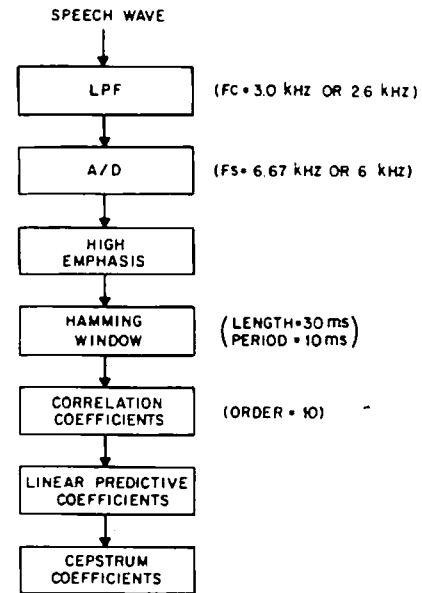 SPEECH WAVE
LPF
(FC = 3.0 kHz OR 2.6 kHz)
A/D
(FS = 6.67 kHz OR 6 kHz)
HIGH
EMPHASIS
HAMMING
WINDOW
(LENGTH = 30 ms
PERIOD = 10 ms)
CORRELATION
COEFFICIENTS
(ORDER = 10)
LINEAR PREDICTIVE
COEFFICIENTS
CEPSTRUM
COEFFICIENTS